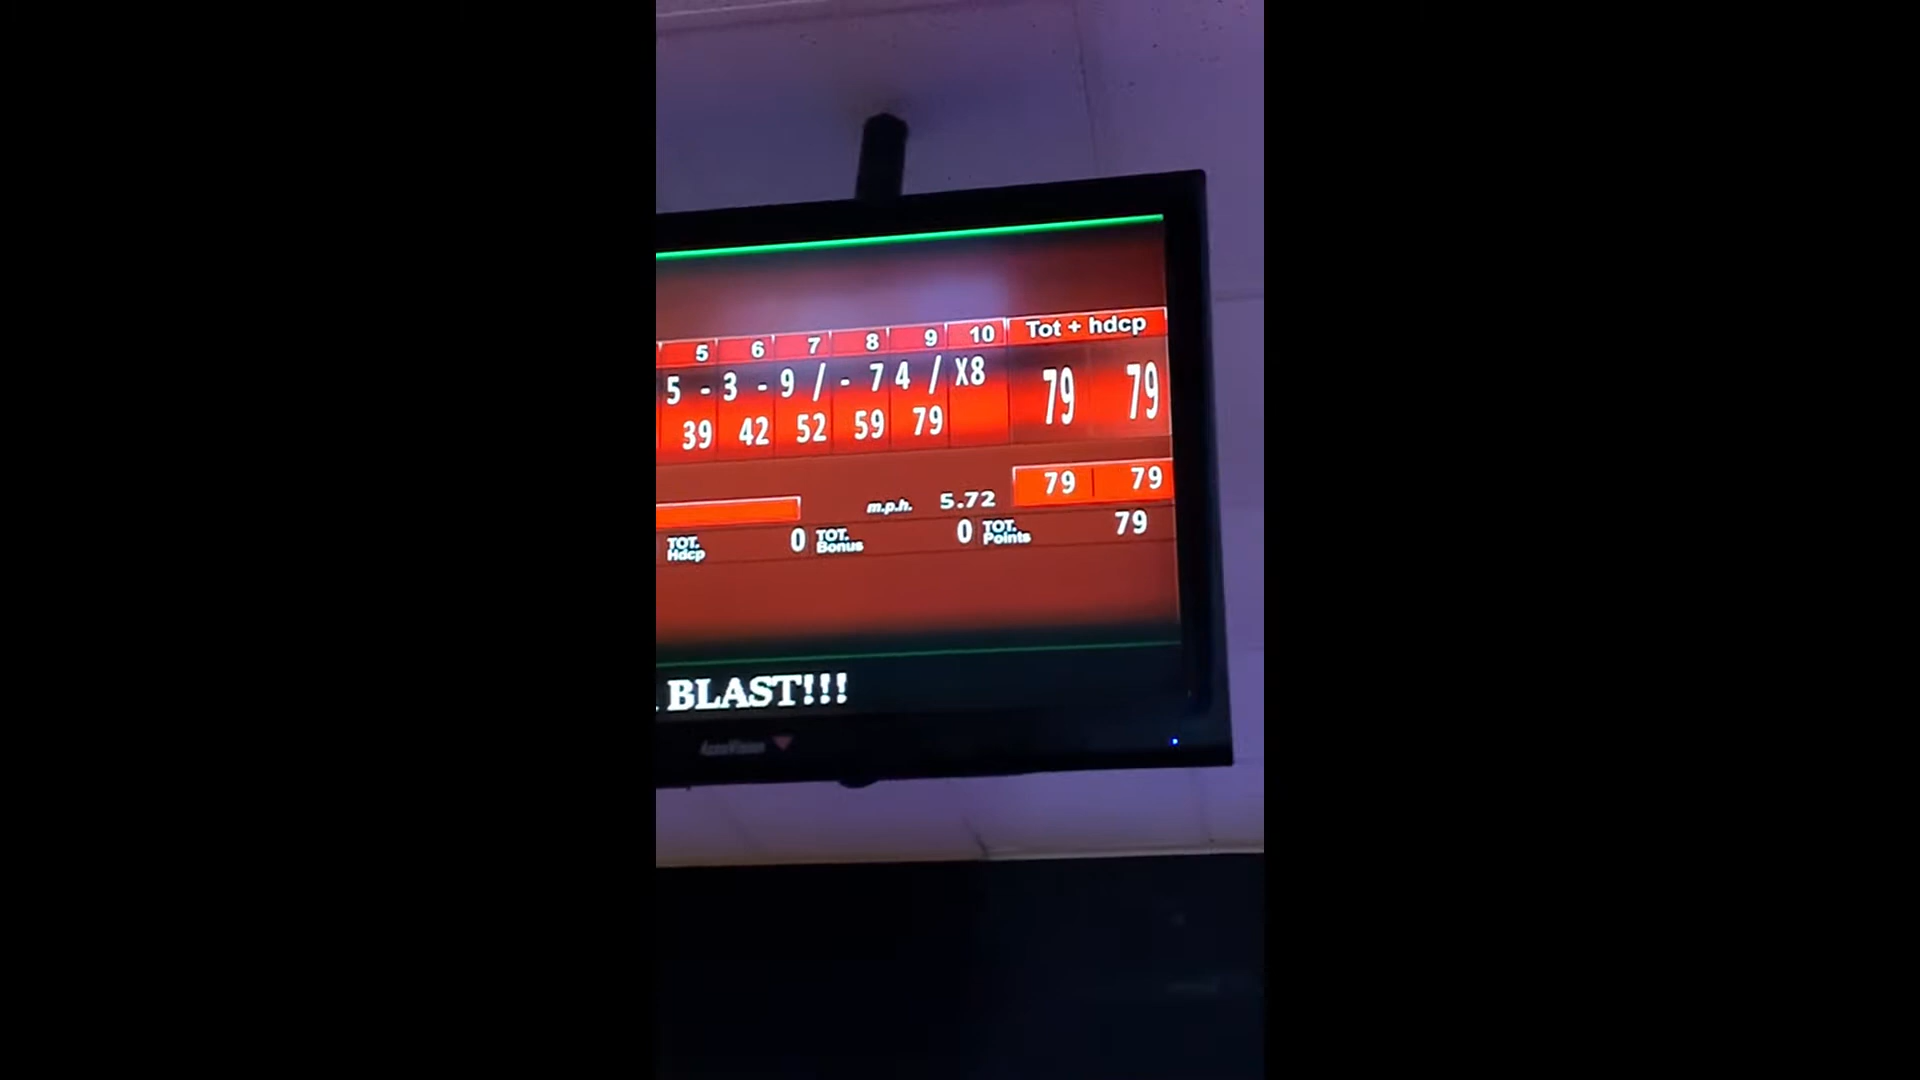 5 6 7 8 9 10 Tot + hdcp
5 - 3 - 9 / - 7 4 / X8 79 79
39 42 52 59 79
m.p.h. 5.72 79 79
TOT. Hdcp 0 TOT. Bonus 0 TOT. Points 79
BLAST!!!